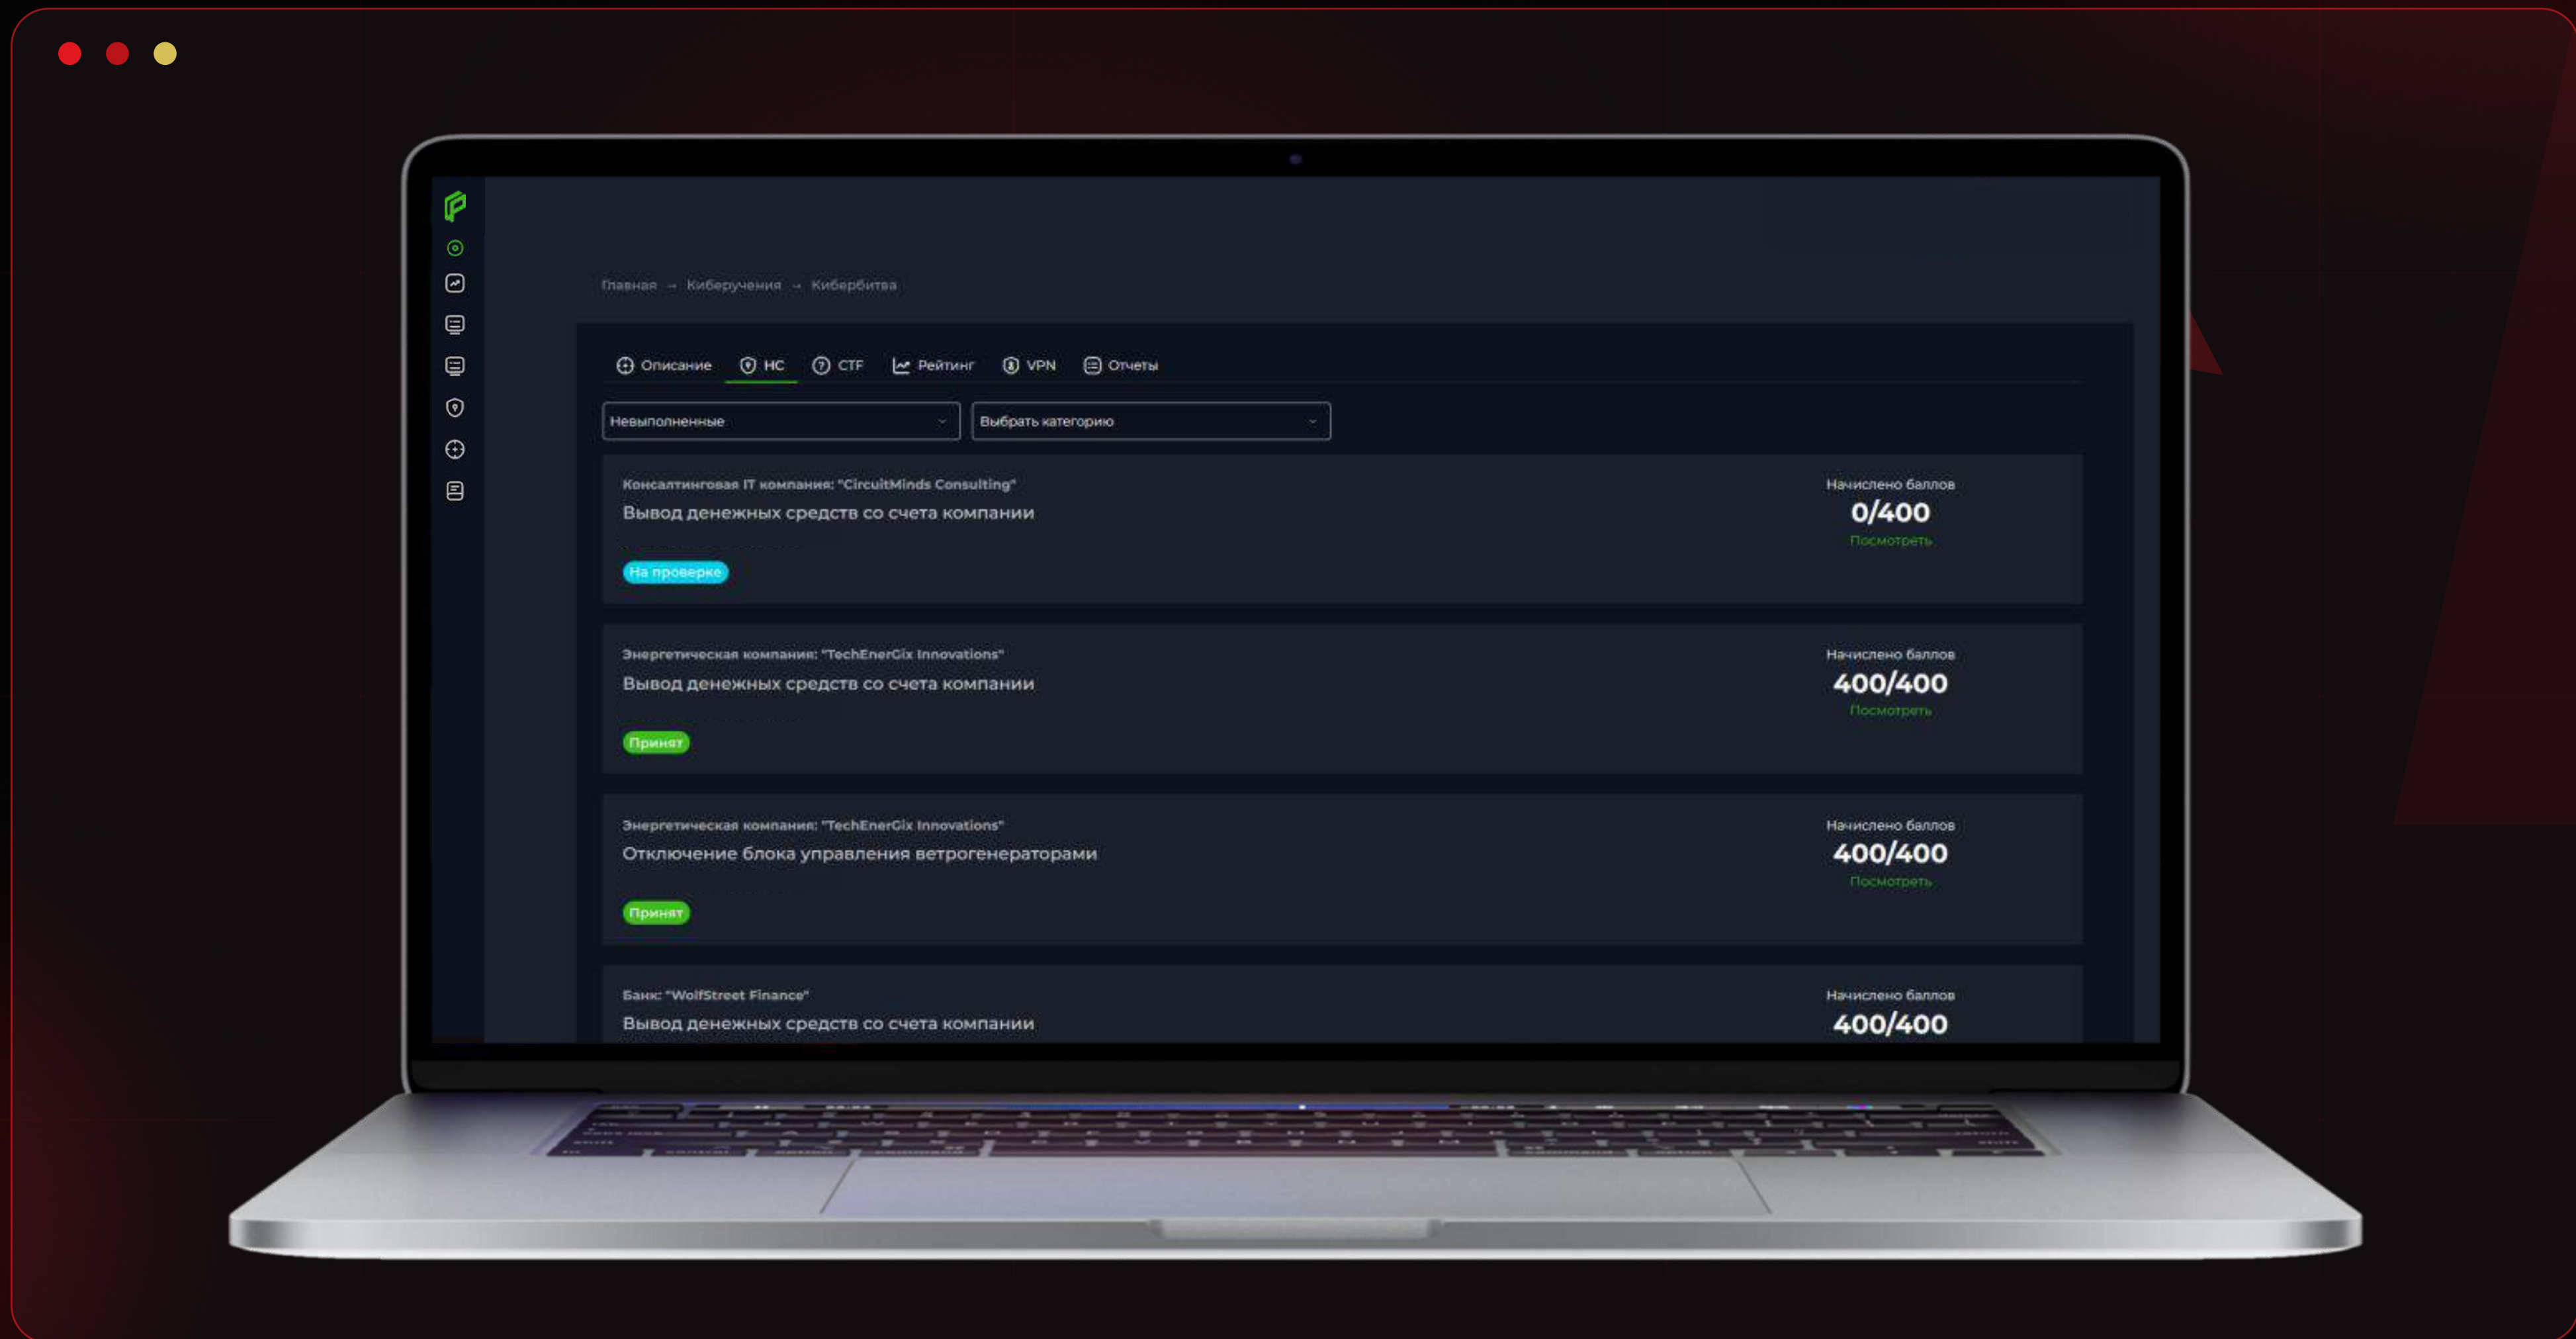 Главная → Киберучения → Кибербитва
Описание НС CTF Рейтинг VPN Отчеты
Невыполненные Выбрать категорию
Консалтинговая IT компания: "CircuitMinds Consulting"
Вывод денежных средств со счета компании
На проверке
Начислено баллов
0/400
Посмотреть
Энергетическая компания: "TechEnerGix Innovations"
Вывод денежных средств со счета компании
Принят
Начислено баллов
400/400
Посмотреть
Энергетическая компания: "TechEnerGix Innovations"
Отключение блока управления ветрогенераторами
Принят
Начислено баллов
400/400
Посмотреть
Банк: "WolfStreet Finance"
Вывод денежных средств со счета компании
Начислено баллов
400/400